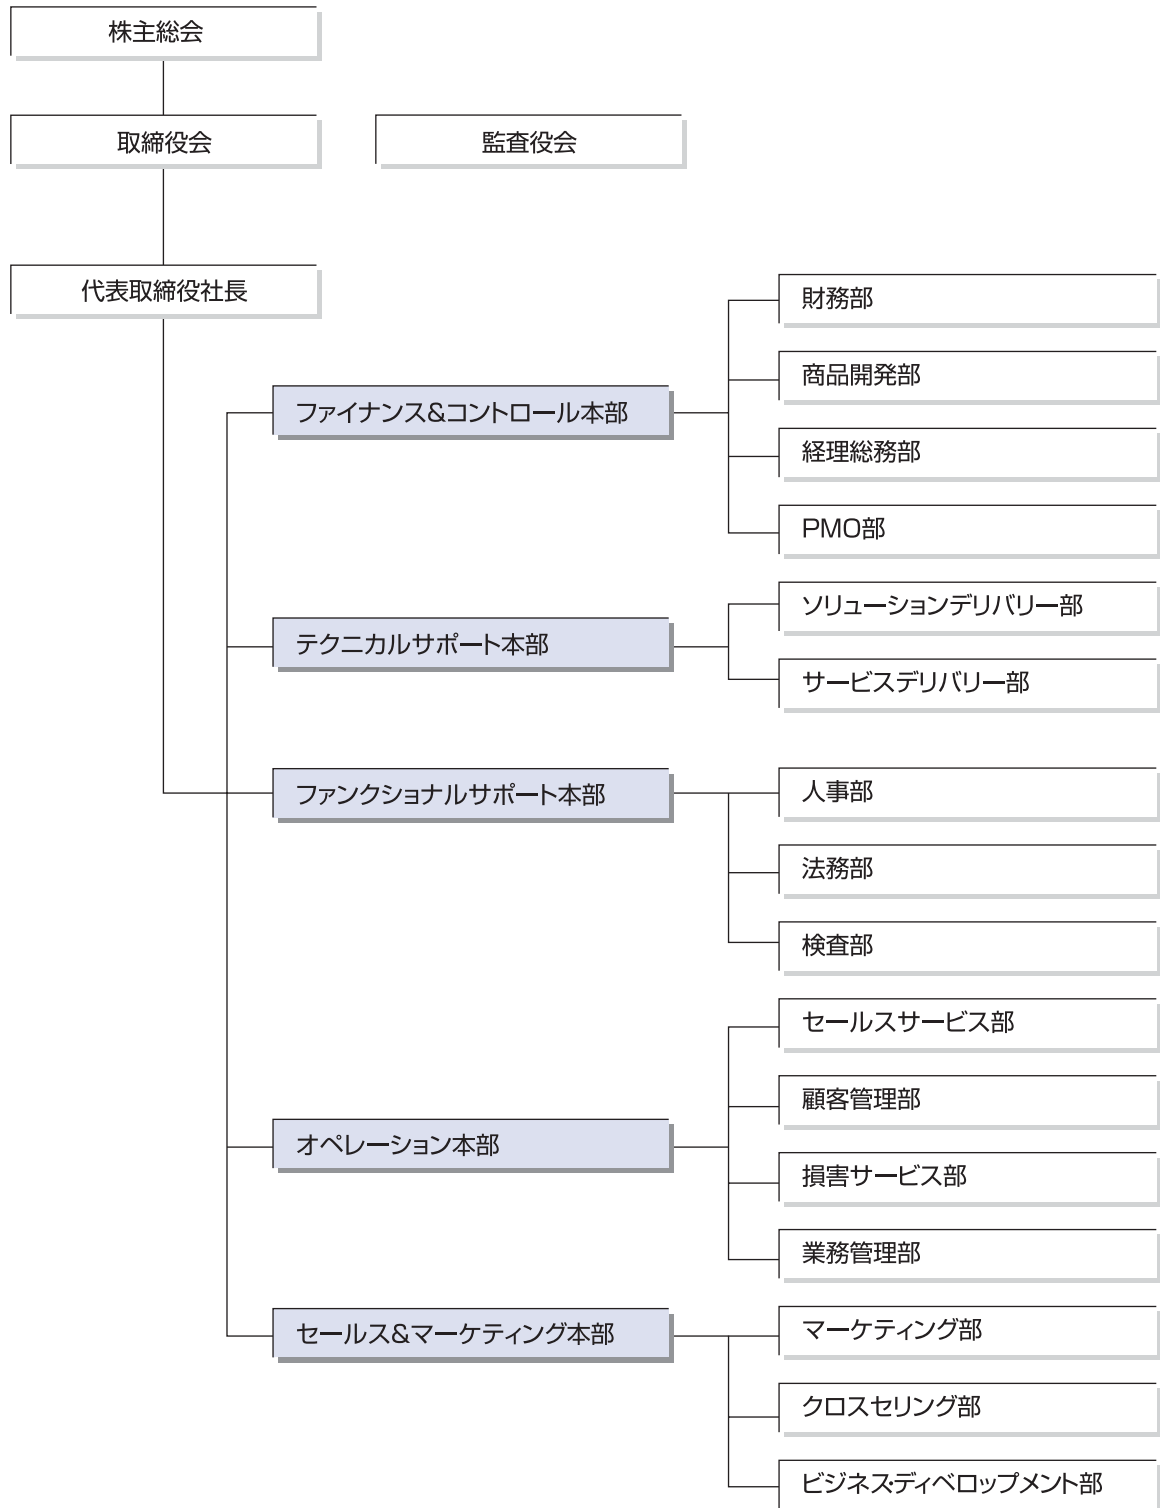 株主総会
取締役会
監査役会
代表取締役社長
ファイナンス&コントロール本部
財務部
商品開発部
経理総務部
PMO部
テクニカルサポート本部
ソリューションデリバリー部
サービスデリバリー部
ファンクショナルサポート本部
人事部
法務部
検査部
オペレーション本部
セールスサービス部
顧客管理部
損害サービス部
業務管理部
セールス&マーケティング本部
マーケティング部
クロスセリング部
ビジネス・ディベロップメント部